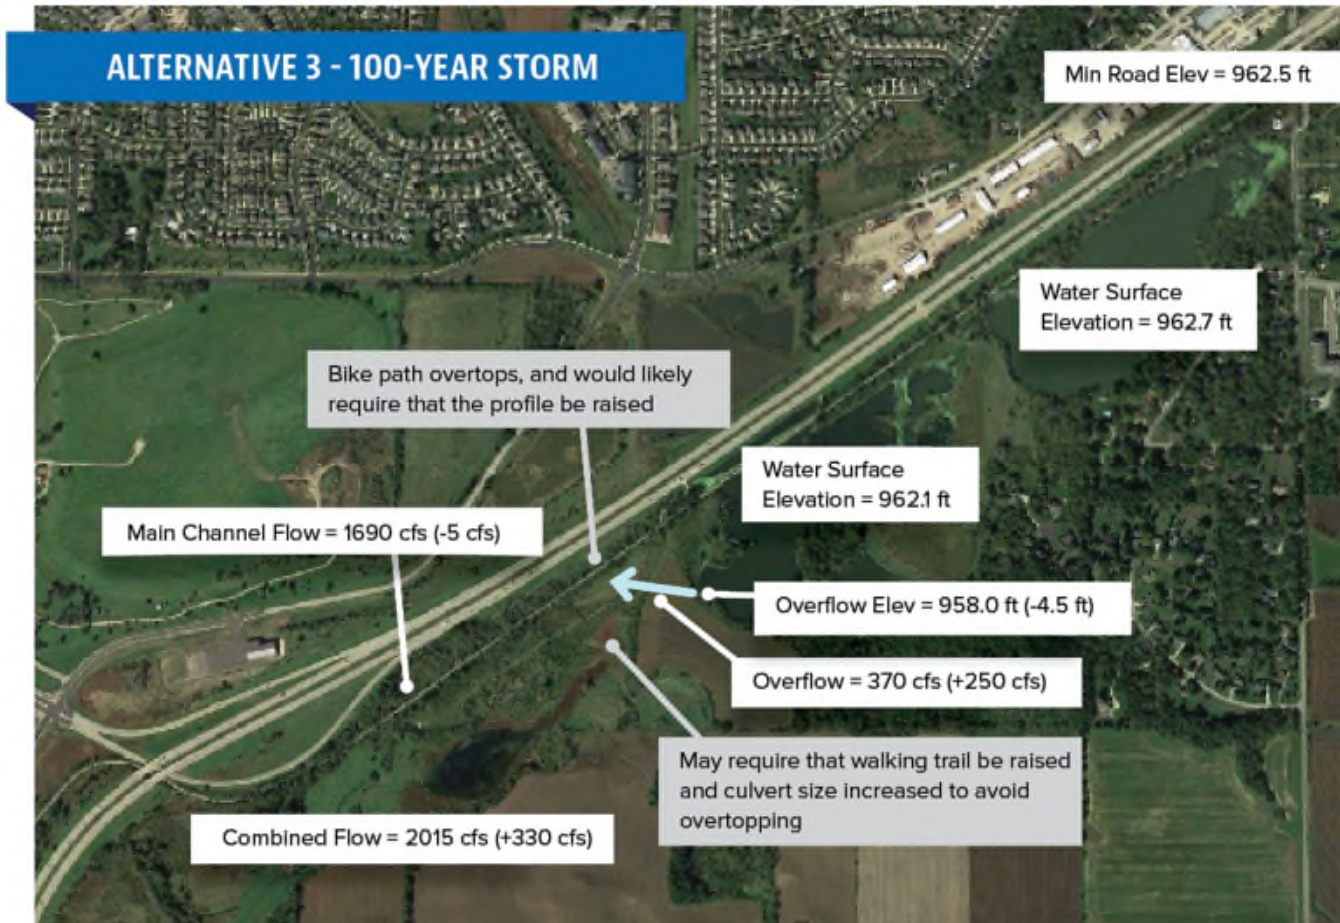 ALTERNATIVE 3 - 100-YEAR STORM
Min Road Elev = 962.5 ft
Water Surface
Elevation = 962.7 ft
Bike path overtops, and would likely
require that the profile be raised
Water Surface
Elevation = 962.1 ft
Main Channel Flow = 1690 cfs (-5 cfs)
Overflow Elev = 958.0 ft (-4.5 ft)
Overflow = 370 cfs (+250 cfs)
May require that walking trail be raised
and culvert size increased to avoid
overtopping
Combined Flow = 2015 cfs (+330 cfs)